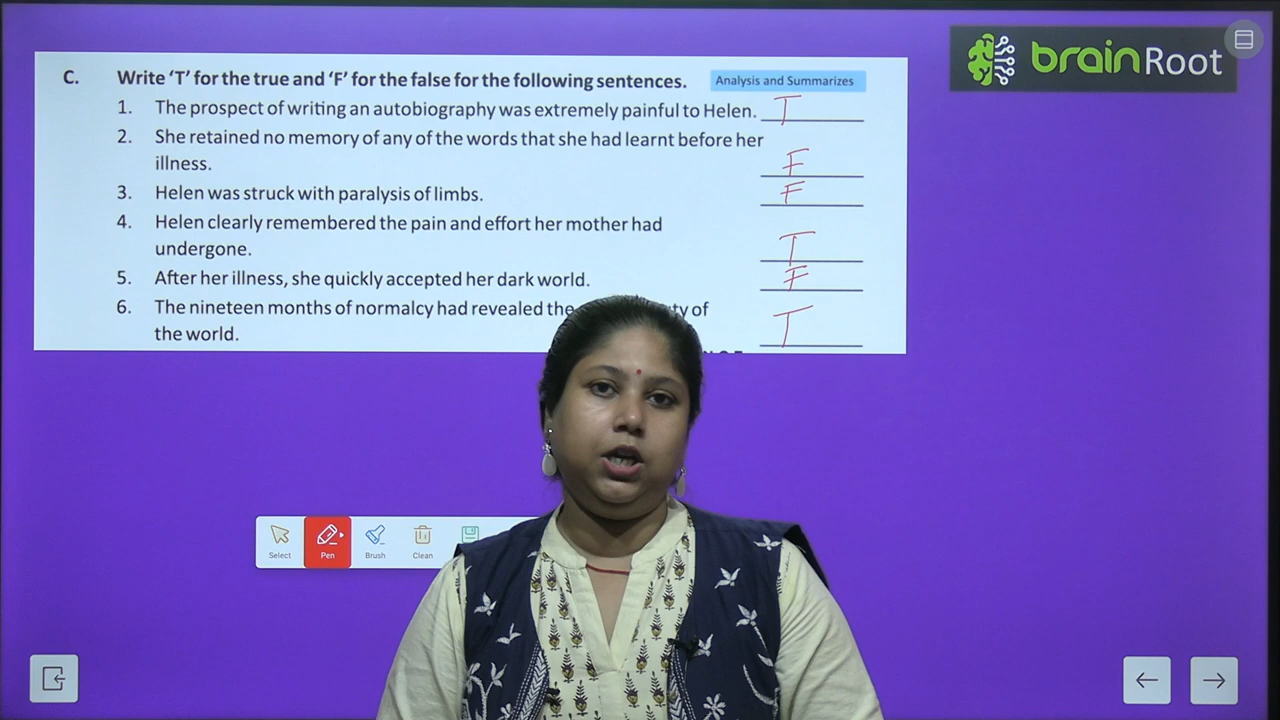 brainRoot
C. Write ‘T’ for the true and ‘F’ for the false for the following sentences. Analysis and Summarizes
1. The prospect of writing an autobiography was extremely painful to Helen. T
2. She retained no memory of any of the words that she had learnt before her
illness. F
3. Helen was struck with paralysis of limbs. F
4. Helen clearly remembered the pain and effort her mother had
undergone. T
5. After her illness, she quickly accepted her dark world. F
6. The nineteen months of normalcy had revealed the of
the world. T
Select Pen Brush Clean